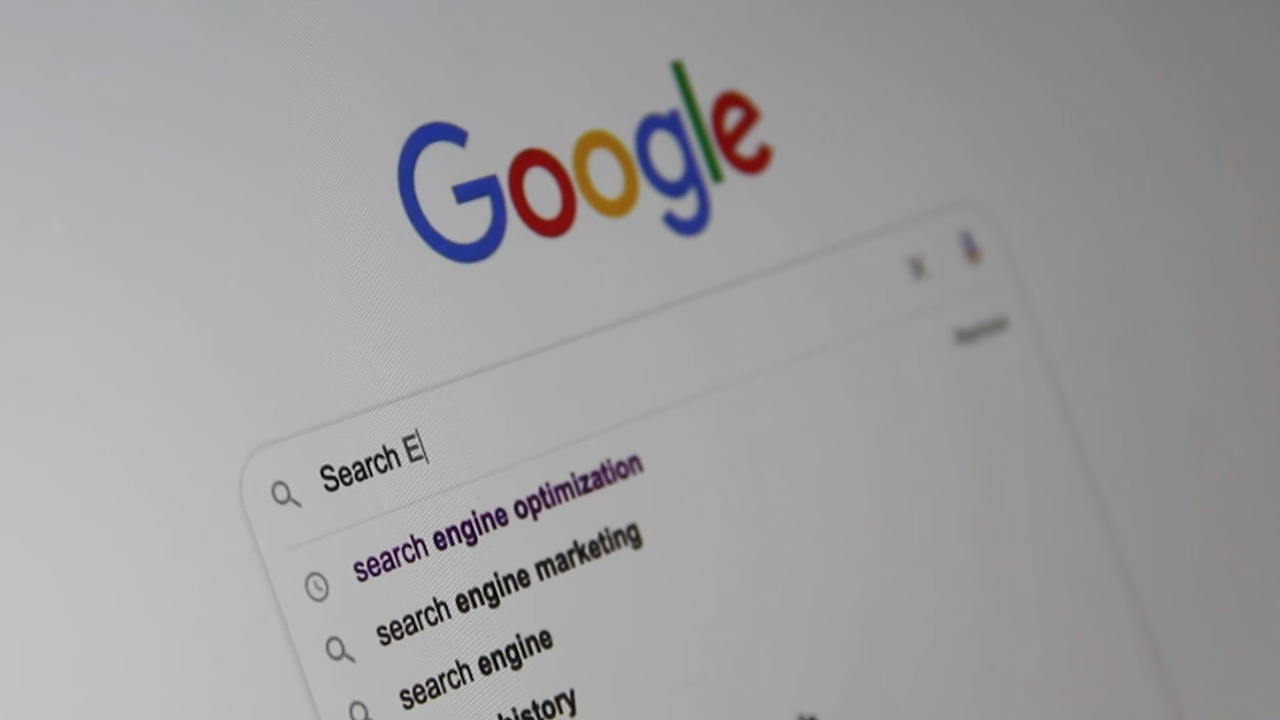 Google
Search E
search engine optimization
search engine marketing
search engine
history